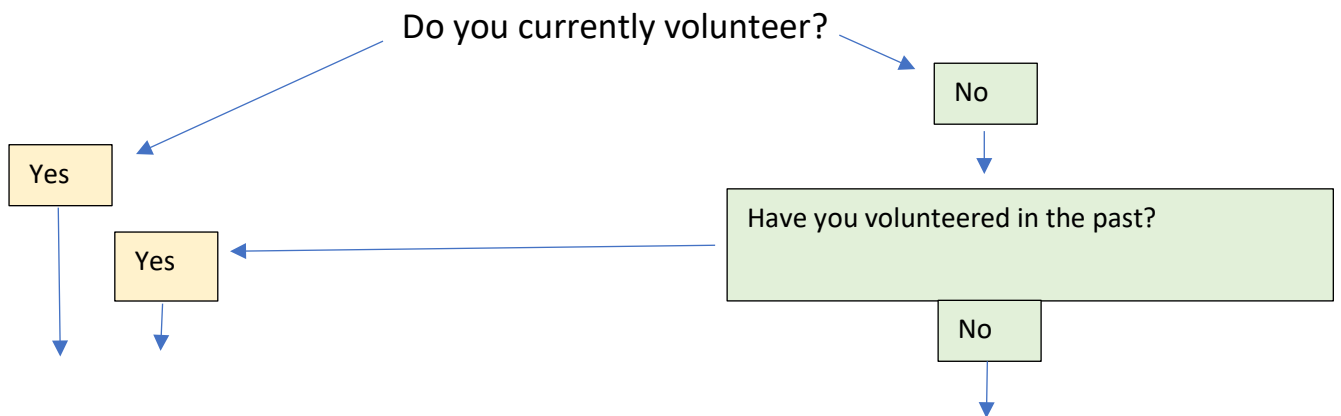 Do you currently volunteer?
No
Yes
Have you volunteered in the past?
Yes
No